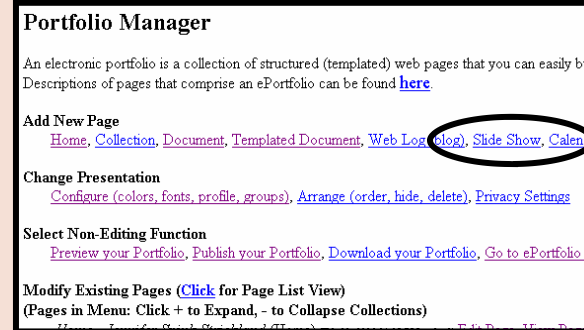 Portfolio Manager
An electronic portfolio is a collection of structured (templated) web pages that you can easily
Descriptions of pages that comprise an ePortfolio can be found here.
Add New Page
Home, Collection, Document, Templated Document, Web Log (blog), Slide Show, Calen
Change Presentation
Configure (colors, fonts, profile, groups), Arrange (order, hide, delete), Privacy Settings
Select Non-Editing Function
Preview your Portfolio, Publish your Portfolio, Download your Portfolio, Go to ePortfolio
Modify Existing Pages (Click for Page List View)
(Pages in Menu: Click + to Expand, - to Collapse Collections)